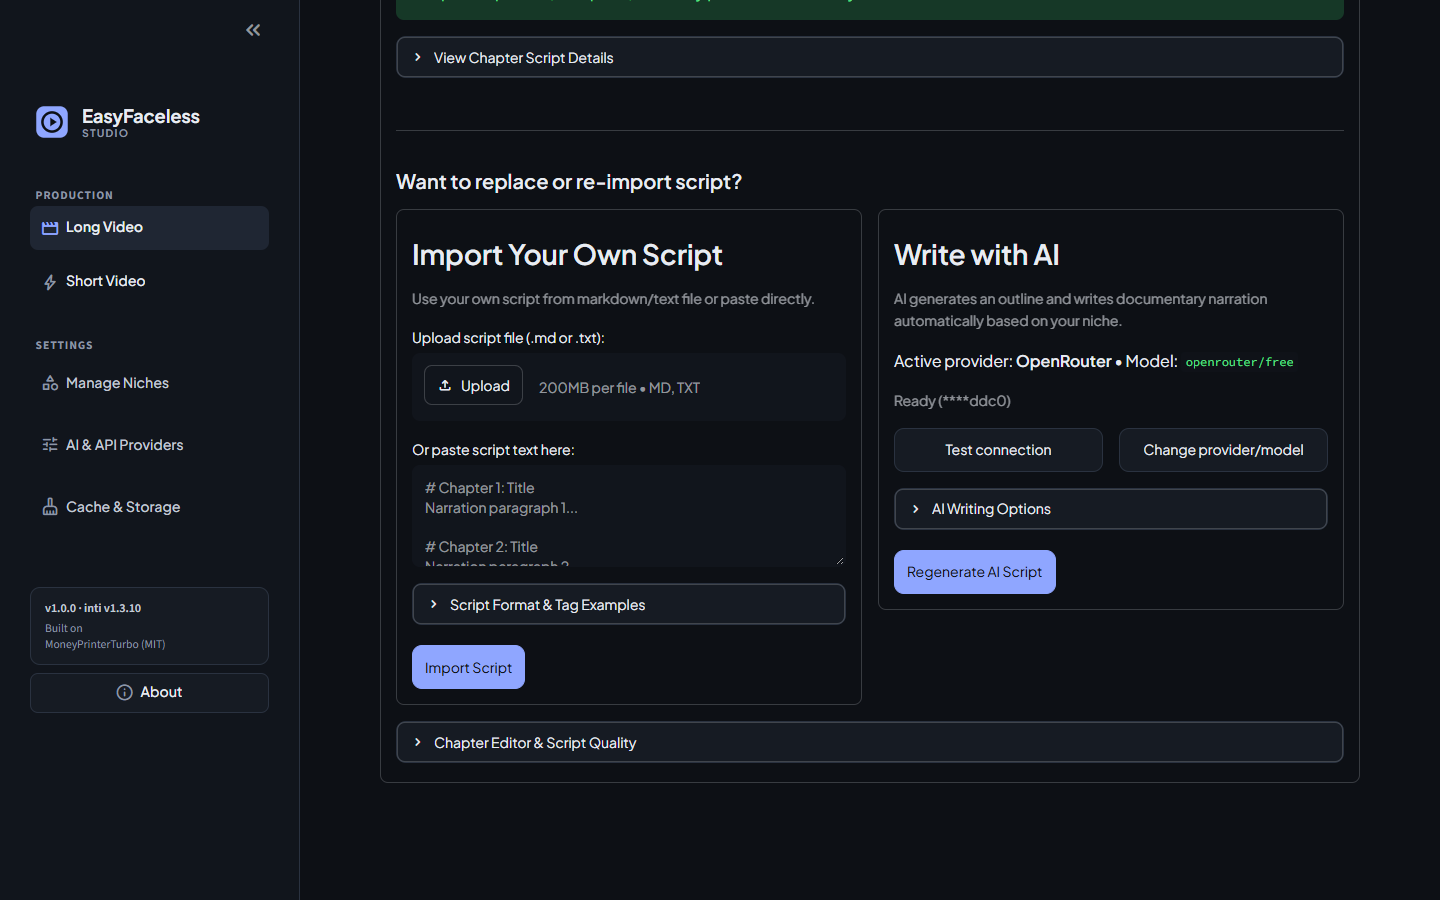 EasyFaceless
STUDIO
PRODUCTION
Long Video
Short Video
SETTINGS
Manage Niches
AI & API Providers
Cache & Storage
v1.0.0 · inti v1.3.10
Built on
MoneyPrinterTurbo (MIT)
About
View Chapter Script Details
Want to replace or re-import script?
Import Your Own Script
Use your own script from markdown/text file or paste directly.
Upload script file (.md or .txt):
Upload
200MB per file • MD, TXT
Or paste script text here:
# Chapter 1: Title
Narration paragraph 1...
# Chapter 2: Title
Narration paragraph 2
Script Format & Tag Examples
Import Script
Write with AI
AI generates an outline and writes documentary narration
automatically based on your niche.
Active provider: OpenRouter • Model: openrouter/free
Ready (****ddc0)
Test connection
Change provider/model
AI Writing Options
Regenerate AI Script
Chapter Editor & Script Quality